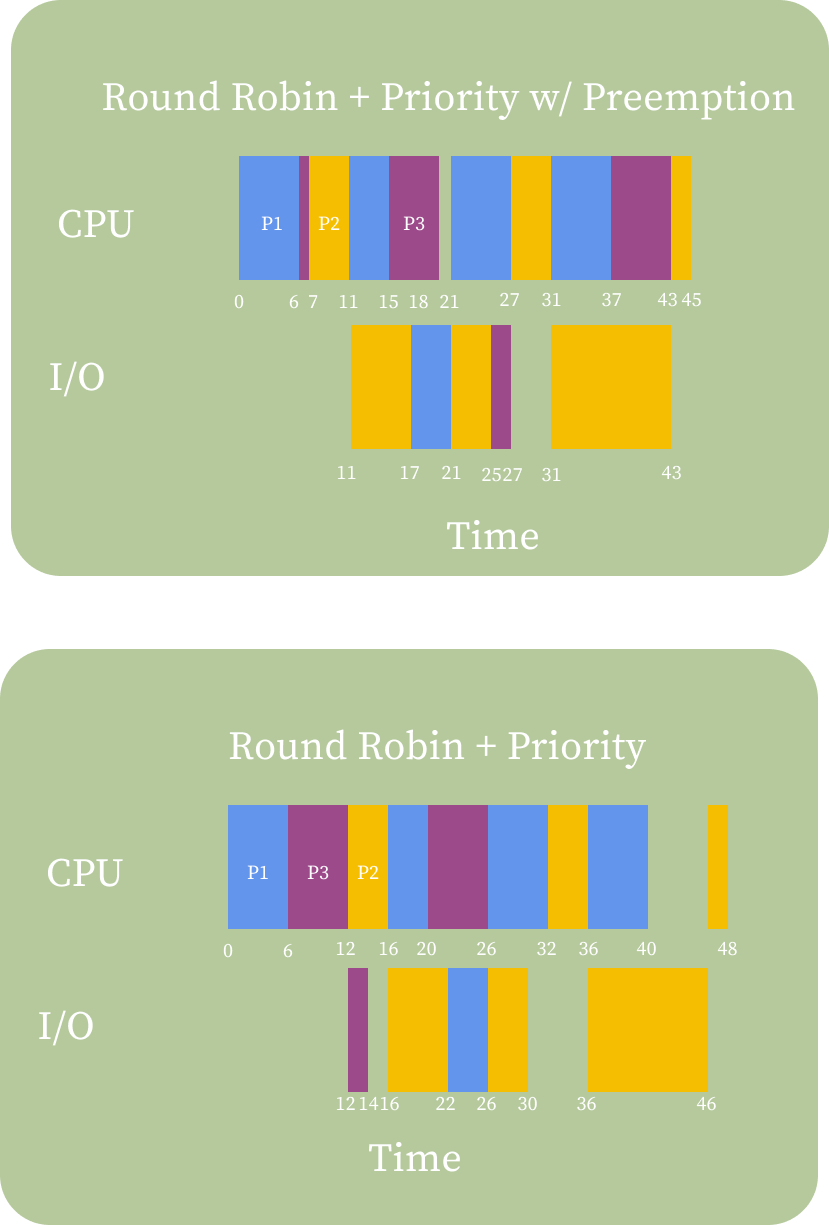 Round Robin + Priority w/ Preemption
CPU
P1 P2 P3
0 6 7 11 15 18 21 27 31 37 43 45
I/O
11 17 21 25 27 31 43
Time
Round Robin + Priority
CPU
P1 P3 P2
0 6 12 16 20 26 32 36 40 48
I/O
12 14 16 22 26 30 36 46
Time